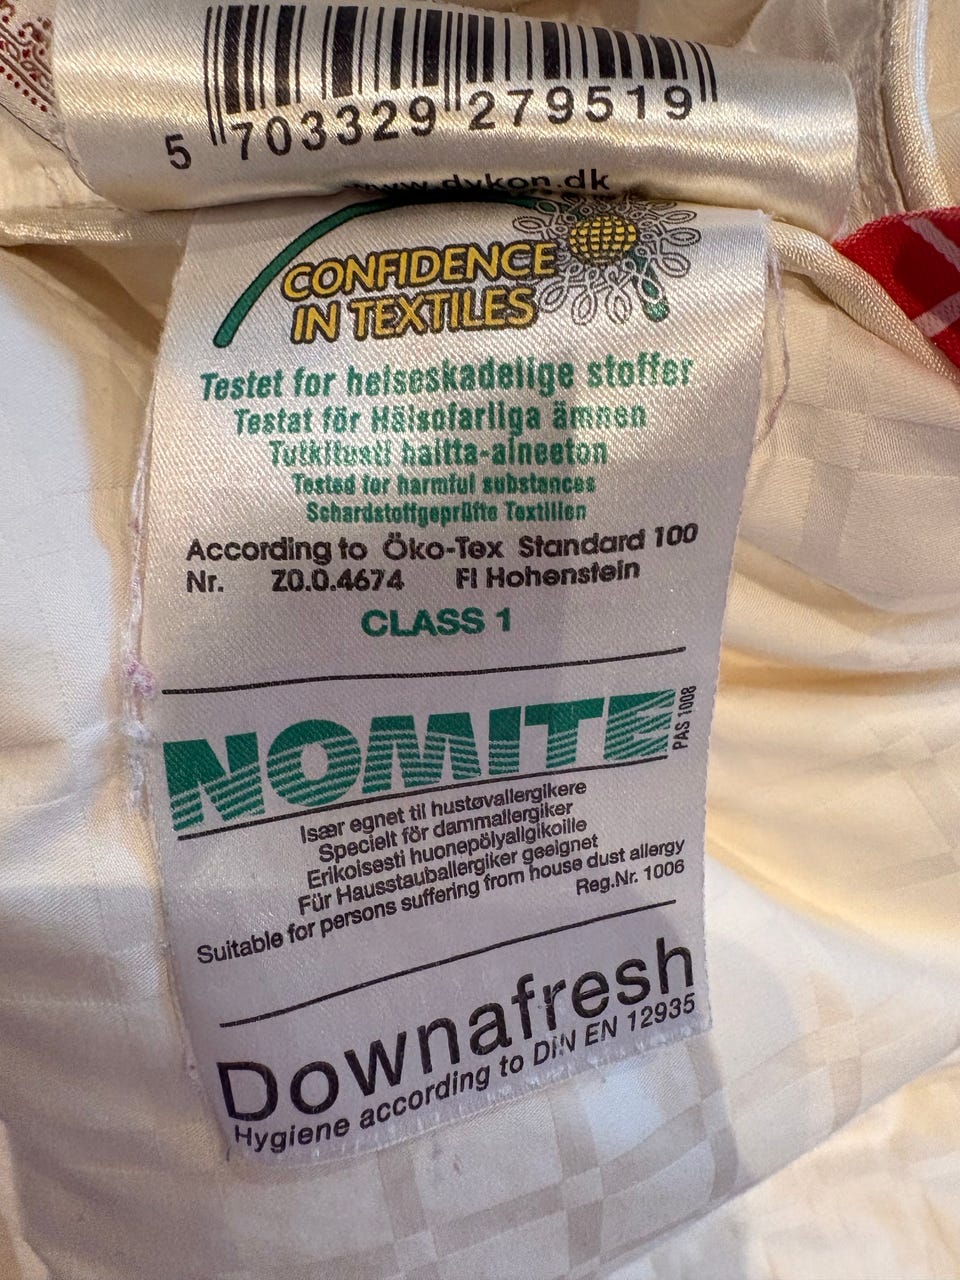 5 703329 279519
www.dykon.dk
CONFIDENCE
IN TEXTILES
Testet for helseskadelige stoffer
Testat för Hälsofarliga ämnen
Tutkitusti haitta-aineeton
Tested for harmful substances
Schardstoffgeprüfte Textilien
According to Öko-Tex Standard 100
Nr. Z0.0.4674 FI Hohenstein
CLASS 1
NOMITE
PAS 1008
Især egnet til hustøvallergikere
Specielt för dammallergiker
Erikoisesti huonepölyallgikoille
Für Hausstauballergiker geeignet
Suitable for persons suffering from house dust allergy
Reg.Nr. 1006
Downafresh
Hygiene according to DIN EN 12935